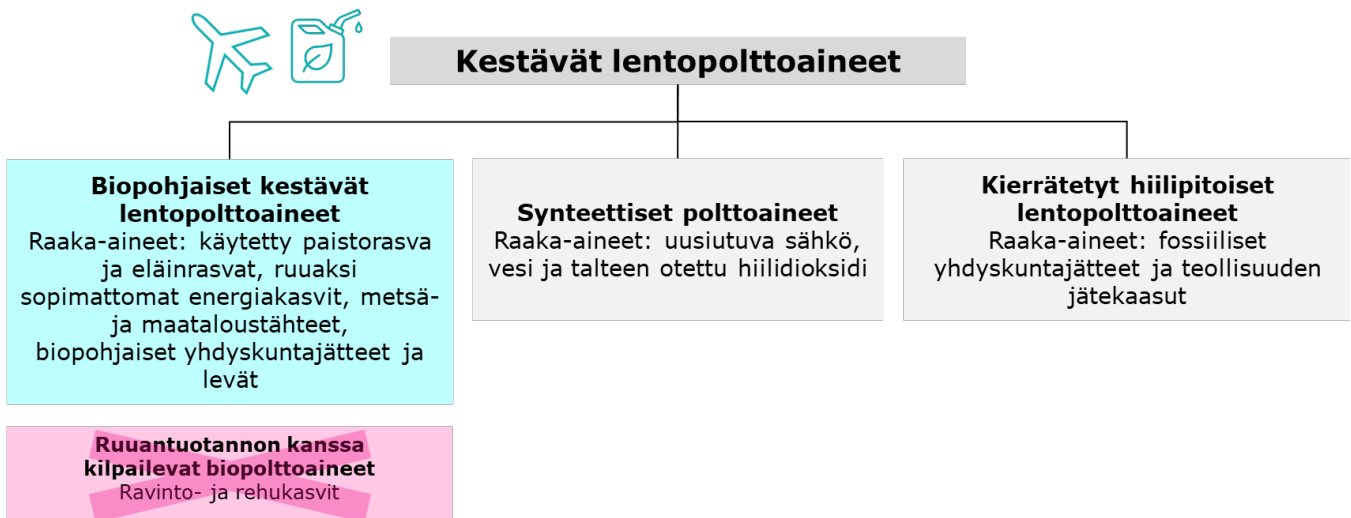 Kestävät lentopolttoaineet
Biopohjaiset kestävät
lentopolttoaineet
Raaka-aineet: käytetty paistorasva
ja eläinrasvat, ruuaksi
sopimattomat energiakasvit, metsä-
ja maataloustähteet,
biopohjaiset yhdyskuntajätteet ja
levät
Ruuantuotannon kanssa
kilpailevat biopolttoaineet
Ravinto- ja rehukasvit
Synteettiset polttoaineet
Raaka-aineet: uusiutuva sähkö,
vesi ja talteen otettu hiilidioksidi
Kierrätetyt hiilipitoiset
lentopolttoaineet
Raaka-aineet: fossiiliset
yhdyskuntajätteet ja teollisuuden
jätekaasut